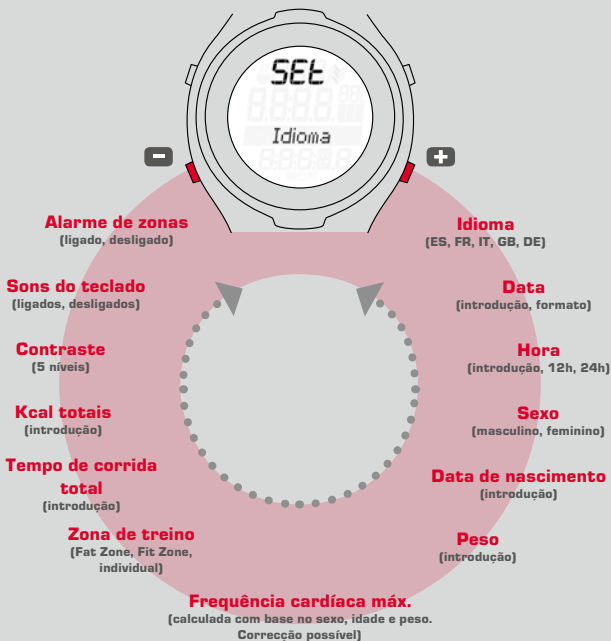 SEt
Idioma
-
+
Idioma
(ES, FR, IT, GB, DE)
Data
(introdução, formato)
Hora
(introdução, 12h, 24h)
Sexo
(masculino, feminino)
Data de nascimento
(introdução)
Peso
(introdução)
Frequência cardíaca máx.
(calculada com base no sexo, idade e peso.
Correcção possível)
Zona de treino
(Fat Zone, Fit Zone,
individual)
Tempo de corrida
total
(introdução)
Kcal totais
(introdução)
Contraste
(5 níveis)
Sons do teclado
(ligados, desligados)
Alarme de zonas
(ligado, desligado)